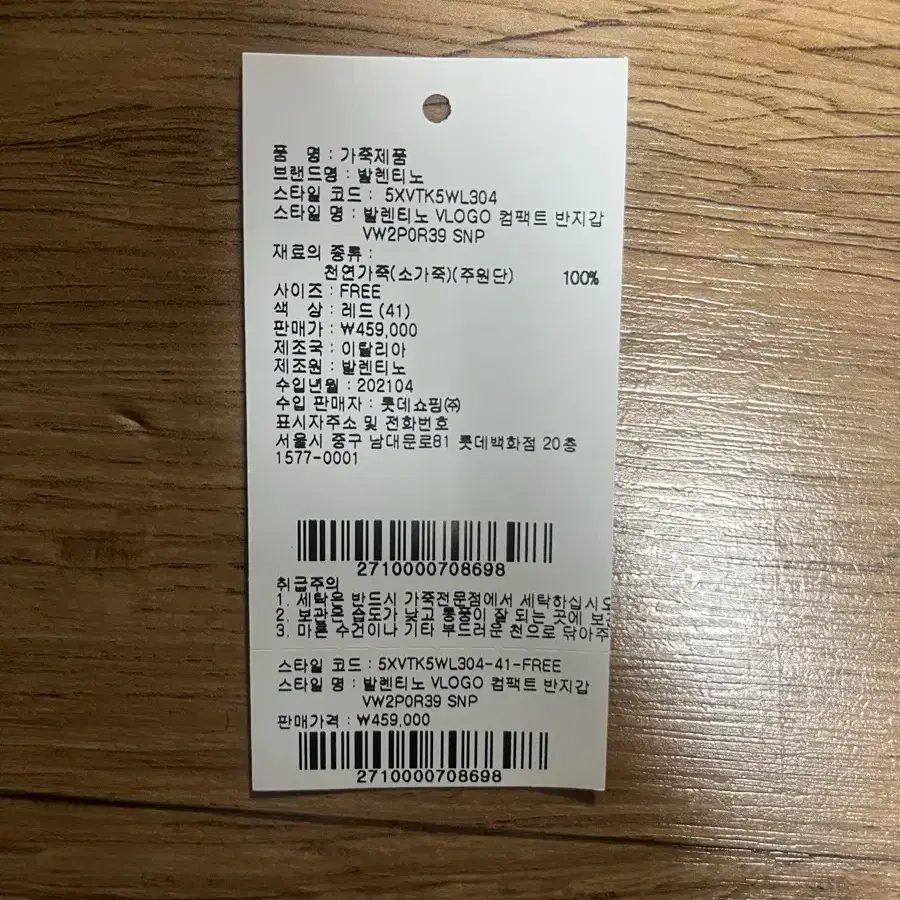 품 명 : 가죽제품
브랜드명 : 발렌티노
스타일 코드 : 5XVTK5WL304
스타일 명 : 발렌티노 VLOGO 컴팩트 반지갑
VW2P0R39 SNP
재료의 종류 :
천연가죽(소가죽)(주원단) 100%
사이즈 : FREE
색 상 : 레드(41)
판매가 : ₩459,000
제조국 : 이탈리아
제조원 : 발렌티노
수입년월 : 202104
수입 판매자 : 롯데쇼핑㈜
표시자주소 및 전화번호
서울시 중구 남대문로81 롯데백화점 20층
1577-0001
2710000708698
취급주의
1. 세탁은 반드시 가죽전문점에서 세탁하십시오
2. 보관은 습도가 낮고 통풍이 잘 되는 곳에
3. 마른 수건이나 기타 부드러운 천으로 닦아주
스타일 코드 : 5XVTK5WL304-41-FREE
스타일 명 : 발렌티노 VLOGO 컴팩트 반지갑
VW2P0R39 SNP
판매가격 : ₩459,000
2710000708698